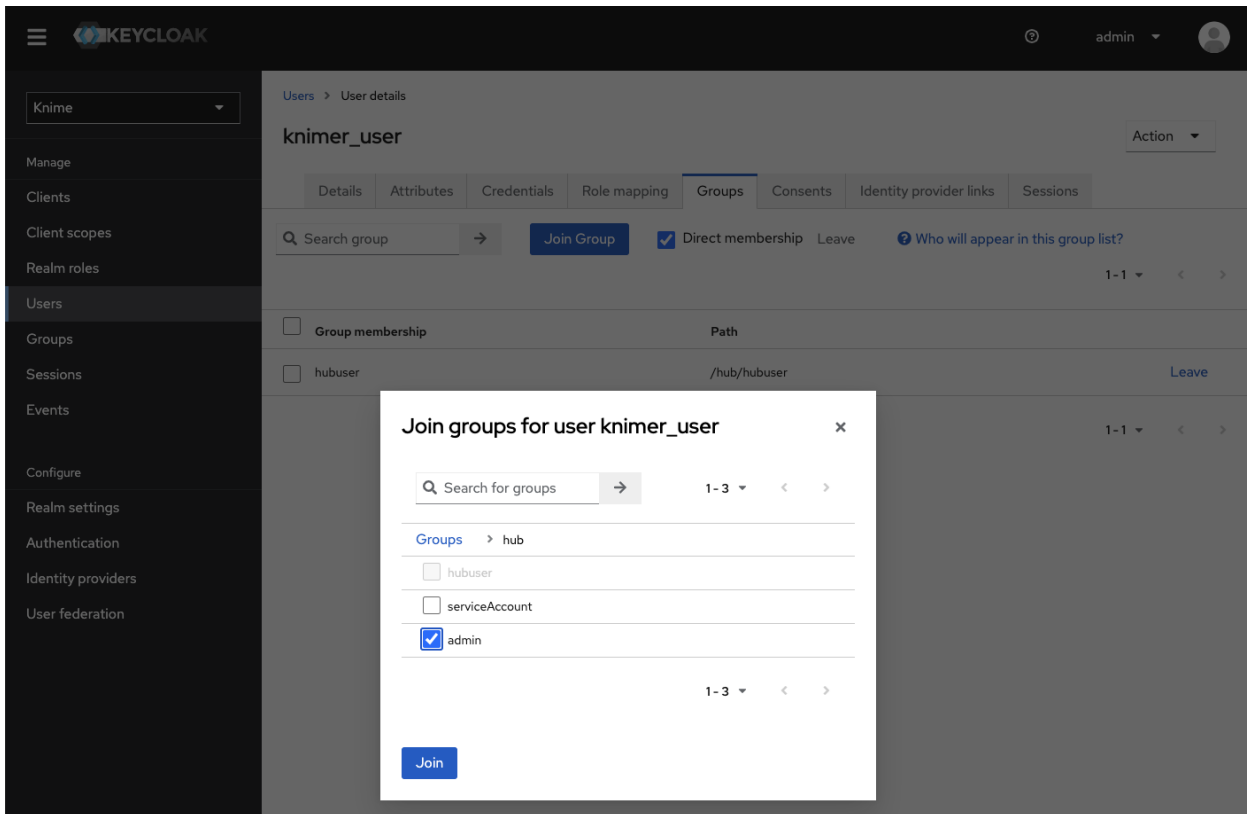 KEYCLOAK
admin
Knime
Manage
Clients
Client scopes
Realm roles
Users
Groups
Sessions
Events
Configure
Realm settings
Authentication
Identity providers
User federation
Users > User details
knimer_user
Action
Details Attributes Credentials Role mapping Groups Consents Identity provider links Sessions
Search group Join Group Direct membership Leave Who will appear in this group list?
1-1
Group membership Path
hubuser /hub/hubuser Leave
1-1
Join groups for user knimer_user
Search for groups 1-3
Groups > hub
hubuser
serviceAccount
admin
1-3
Join